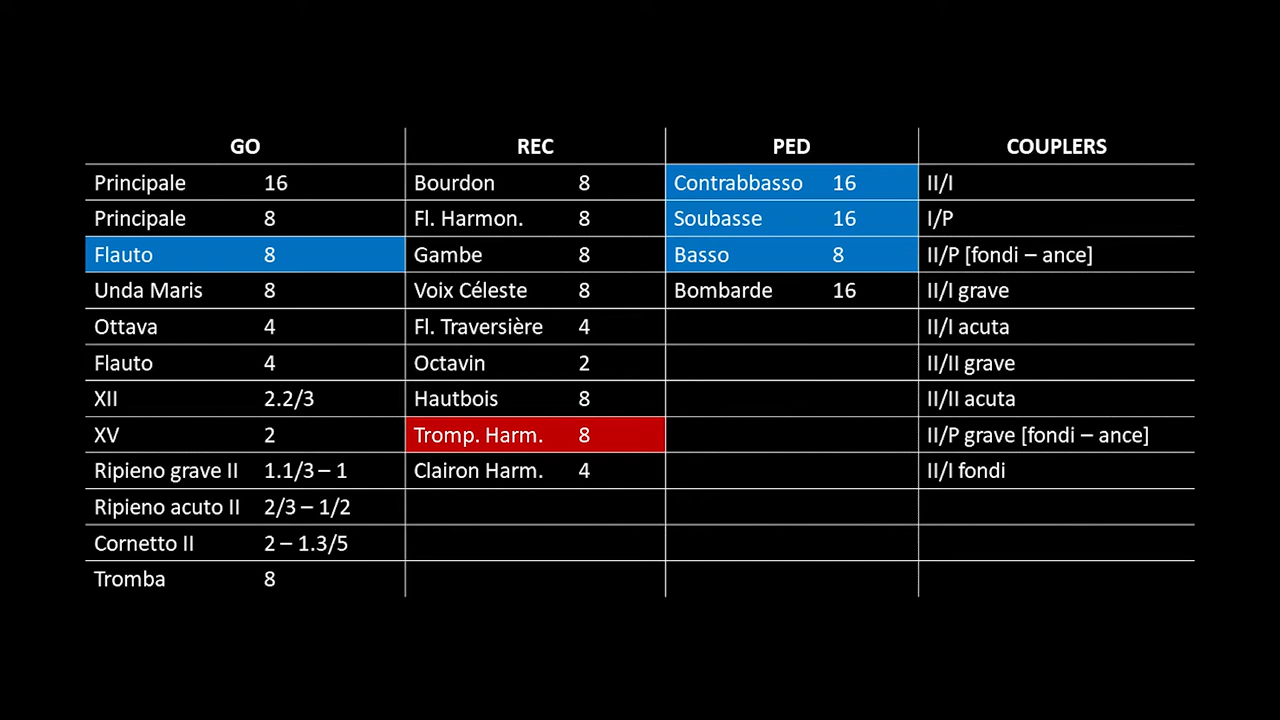 GO REC PED COUPLERS
Principale 16 Bourdon 8 Contrabbasso 16 II/I
Principale 8 Fl. Harmon. 8 Soubasse 16 I/P
Flauto 8 Gambe 8 Basso 8 II/P [fondi – ance]
Unda Maris 8 Voix Céleste 8 Bombarde 16 II/I grave
Ottava 4 Fl. Traversière 4 II/I acuta
Flauto 4 Octavin 2 II/II grave
XII 2.2/3 Hautbois 8 II/II acuta
XV 2 Tromp. Harm. 8 II/P grave [fondi – ance]
Ripieno grave II 1.1/3 – 1 Clairon Harm. 4 II/I fondi
Ripieno acuto II 2/3 – 1/2
Cornetto II 2 – 1.3/5
Tromba 8